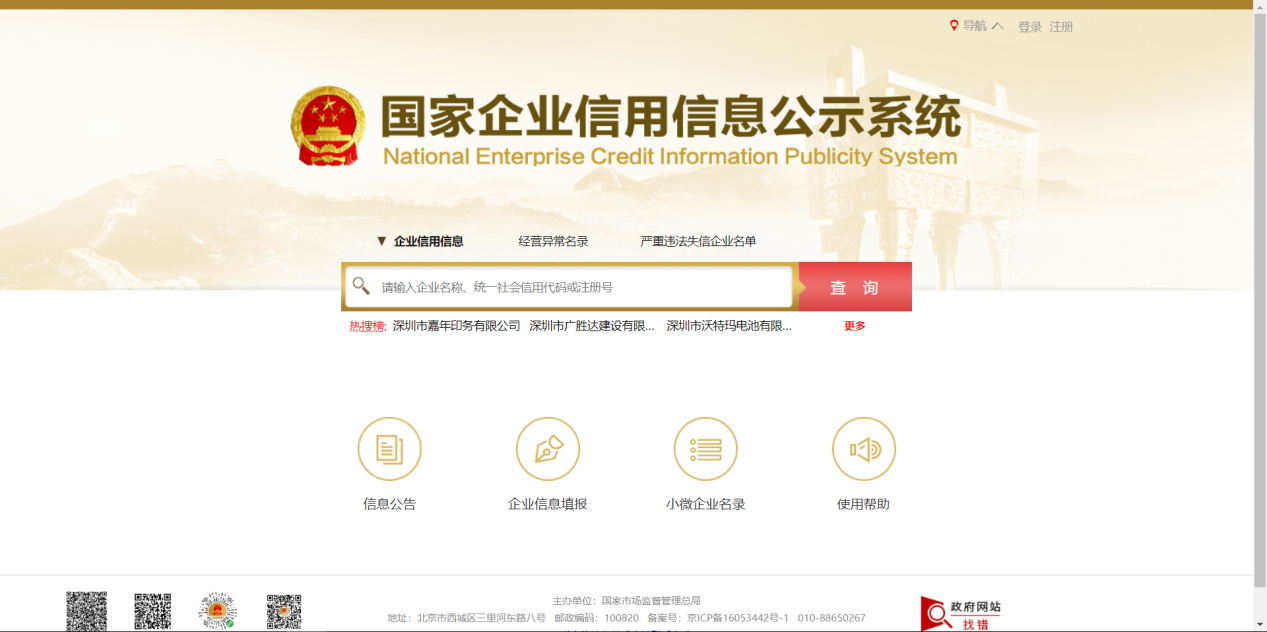 导航 登录 注册
国家企业信用信息公示系统
National Enterprise Credit Information Publicity System
▼ 企业信用信息 经营异常名录 严重违法失信企业名单
请输入企业名称、统一社会信用代码或注册号 查 询
热搜榜: 深圳市嘉年印务有限公司 深圳市广胜达建设有限... 深圳市沃特玛电池有限... 更多
信息公告 企业信息填报 小微企业名录 使用帮助
主办单位：国家市场监督管理总局
地址：北京市西城区三里河东路八号 邮政编码：100820 备案号：京ICP备16053442号-1 010-88650267
政府网站
找错